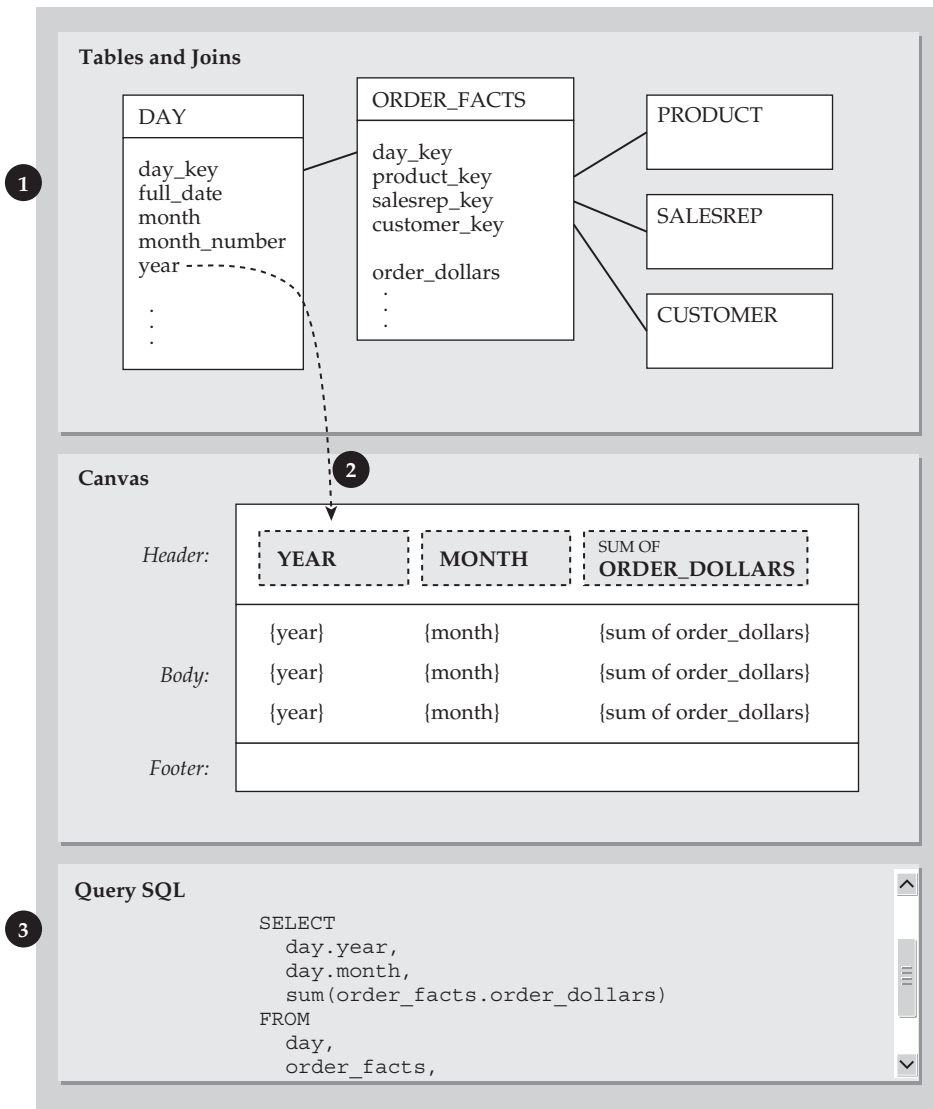 Tables and Joins
1
DAY
day_key
full_date
month
month_number
year
.
.
.
ORDER_FACTS
day_key
product_key
salesrep_key
customer_key
order_dollars
.
.
.
PRODUCT
SALESREP
CUSTOMER
2
Canvas
Header:
YEAR
MONTH
SUM OF
ORDER_DOLLARS
Body:
{year} {month} {sum of order_dollars}
{year} {month} {sum of order_dollars}
{year} {month} {sum of order_dollars}
Footer:
3
Query SQL
SELECT
day.year,
day.month,
sum(order_facts.order_dollars)
FROM
day,
order_facts,